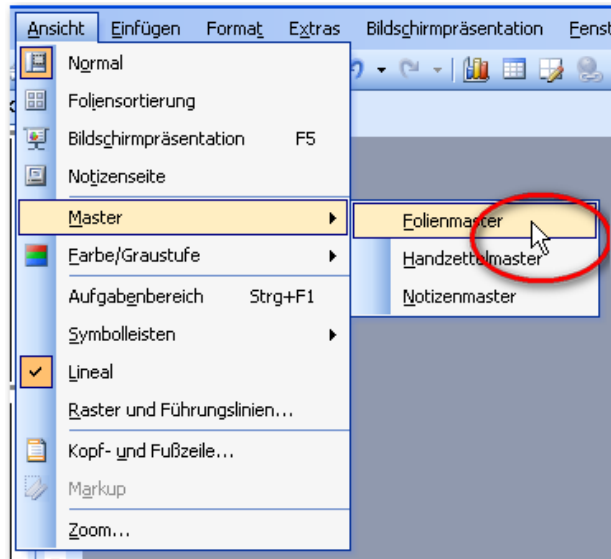 Ansicht Einfügen Format Extras Bildschirmpräsentation
Normal
Foliensortierung
Bildschirmpräsentation F5
Notizenseite
Master
Folienmaster
Farbe/Graustufe
Handzettelmaster
Aufgabenbereich Strg+F1
Notizenmaster
Symbolleisten
Lineal
Raster und Führungslinien...
Kopf- und Fußzeile...
Markup
Zoom...